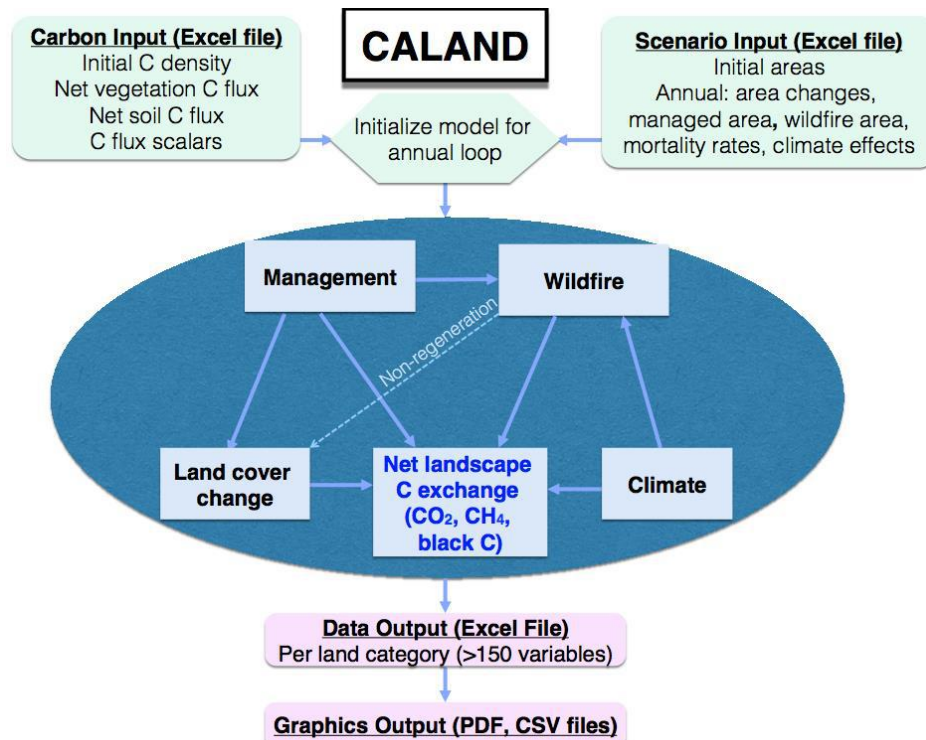 Carbon Input (Excel file)
Initial C density
Net vegetation C flux
Net soil C flux
C flux scalars
CALAND
Scenario Input (Excel file)
Initial areas
Annual: area changes,
managed area, wildfire area,
mortality rates, climate effects
Initialize model for
annual loop
Management
Wildfire
Non-regeneration
Land cover
change
Net landscape
C exchange
(CO₂, CH₄,
black C)
Climate
Data Output (Excel File)
Per land category (>150 variables)
Graphics Output (PDF, CSV files)